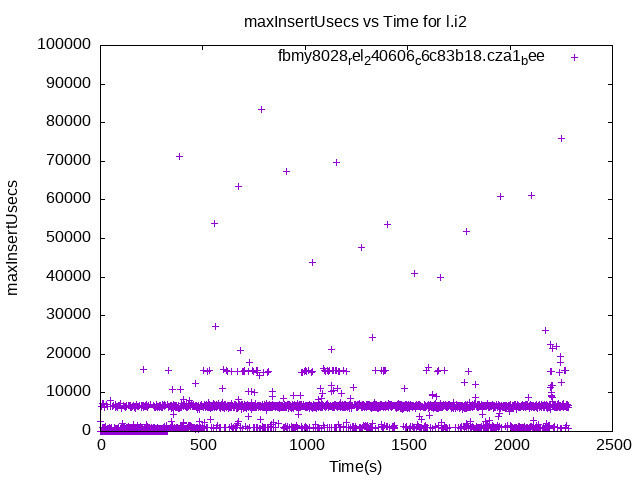 maxInsertUsecs vs Time for l.i2
fbmy8028_rel_240606_c6c83b18.cza1_bee
100000
90000
80000
70000
60000
50000
40000
30000
20000
10000
0
maxInsertUsecs
0 500 1000 1500 2000 2500
Time(s)